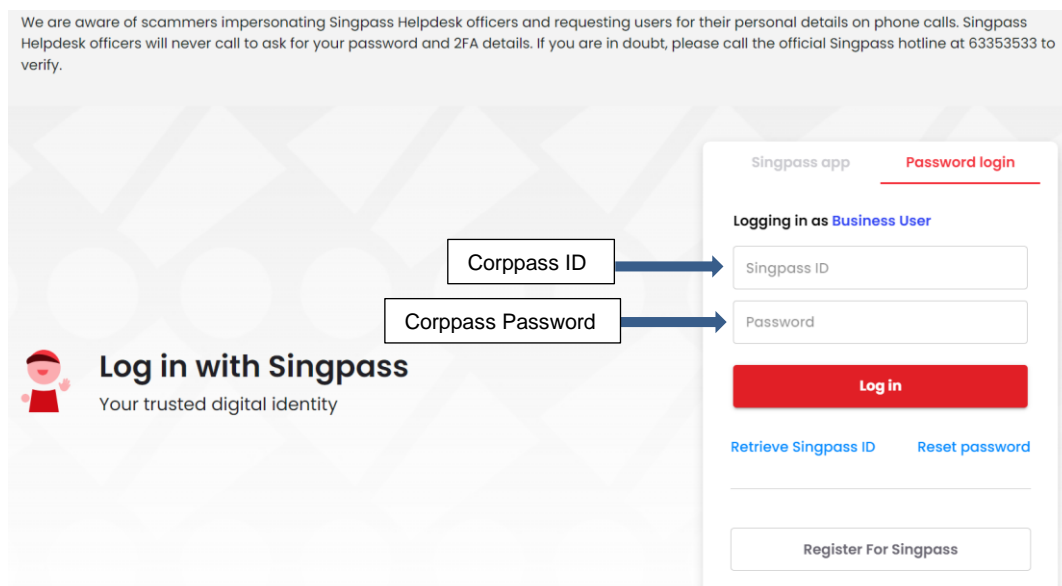 We are aware of scammers impersonating Singpass Helpdesk officers and requesting users for their personal details on phone calls. Singpass
Helpdesk officers will never call to ask for your password and 2FA details. If you are in doubt, please call the official Singpass hotline at 63353533 to
verify.
Singpass app
Password login
Logging in as Business User
Corppass ID
Singpass ID
Corppass Password
Password
Log in with Singpass
Your trusted digital identity
Log in
Retrieve Singpass ID
Reset password
Register For Singpass